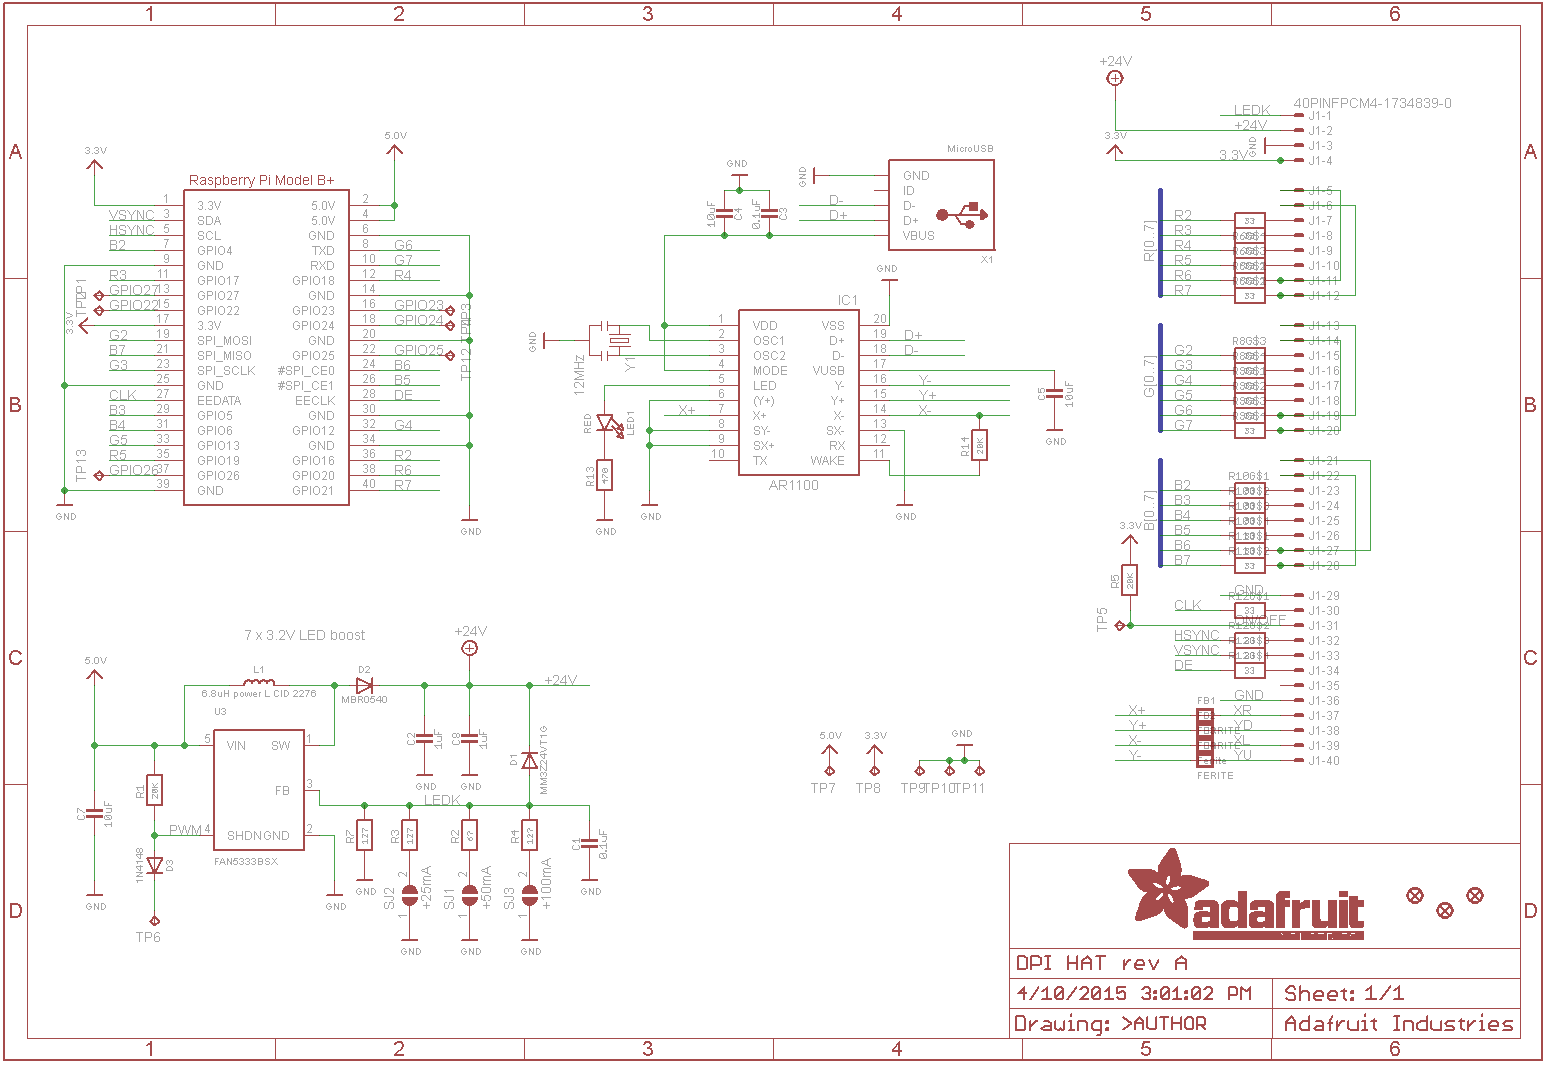 1 2 3 4 5 6
A
B
C
D
Raspberry Pi Model B+
3.3V
5.0V
1 3.3V 5.0V 2
VSYNC 3 SDA 5.0V 4
HSYNC 5 SCL GND 6
B2 7 GPIO4 TXD 8 G6
9 GND RXD 10 G7
R3 11 GPIO17 GPIO18 12 R4
GPIO27 13 GPIO27 GND 14
GPIO22 15 GPIO22 GPIO23 16 GPIO23
3.3V 17 3.3V GPIO24 18 GPIO24
G2 19 SPI_MOSI GND 20
B7 21 SPI_MISO GPIO25 22 GPIO25
G3 23 SPI_SCLK #SPI_CE0 24 B6
25 GND #SPI_CE1 26 B5
CLK 27 EEDATA EECLK 28 DE
B3 29 GPIO5 GND 30
B4 31 GPIO6 GPIO12 32 G4
G5 33 GPIO13 GND 34
R5 35 GPIO19 GPIO16 36 R2
GPIO26 37 GPIO26 GPIO20 38 R6
39 GND GPIO21 40 R7
TP12
TP13
GND
GND
MicroUSB
GND
ID
D- D-
D+ D+
VBUS
X1
GND
GND
10uF C4
0.1uF C3
GND
IC1
1 VDD VSS 20
2 OSC1 D+ 19 D+
3 OSC2 D- 18 D-
4 MODE VUSB 17
5 LED Y- 16 Y-
6 (Y+) Y+ 15 Y+
X+ 7 X+ X- 14 X-
8 SY- SX- 13
9 SX+ RX 12
10 TX WAKE 11
AR1100
GND
12MHz
Y1
RED
LED1
R13 470
GND
GND
GND
R14 20K
C5 10uF
GND
+24V
3.3V
40PINFPCM4-1734839-0
LEDK J1-1
+24V J1-2
GND J1-3
3.3V J1-4
J1-5
J1-6
R[0..7]
R2 33 J1-7
R3 J1-8
R4 J1-9
R5 J1-10
R6 J1-11
R7 33 J1-12
J1-13
J1-14
G[0..7]
G2 J1-15
G3 J1-16
G4 J1-17
G5 J1-18
G6 J1-19
G7 33 J1-20
J1-21
J1-22
B[0..7]
B2 J1-23
B3 J1-24
B4 J1-25
B5 J1-26
B6 J1-27
B7 33 J1-28
3.3V
R5 20K
TP5
GND J1-29
CLK 33 J1-30
ON/OFF J1-31
HSYNC J1-32
VSYNC J1-33
DE 33 J1-34
J1-35
FB1 GND J1-36
X+ XR J1-37
Y+ YD J1-38
X- XL J1-39
Y- YU J1-40
FERITE
7 x 3.2V LED boost
5.0V
+24V
L1
6.8uH power L CID 2276
D2
MBR0540
+24V
U3
5 VIN SW 1
FB 3
PWM 4 SHDN GND 2
FAN5333BSX
R1 20K
C7 10uF
1N4148 D3
TP6
GND
GND
C2 1uF
C8 1uF
GND
GND
D1 MM3Z24VT1G
LEDK
R7 127
R3 127
R2 67
R4 127
C1 0.1uF
GND
GND
SJ2 2 1 +25mA
SJ1 2 1 +50mA
SJ3 2 1 +100mA
GND
GND
GND
5.0V
3.3V
GND
TP7
TP8
TP9
TP10
TP11
adafruit
DPI HAT rev A
4/10/2015 3:01:02 PM
Sheet: 1/1
Drawing: >AUTHOR
Adafruit Industries
A
B
C
D
1 2 3 4 5 6